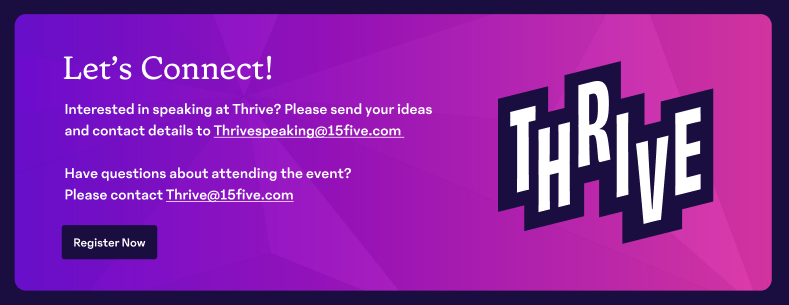 Let's Connect!
Interested in speaking at Thrive? Please send your ideas
and contact details to Thrivespeaking@15five.com
Have questions about attending the event?
Please contact Thrive@15five.com
Register Now
THRIVE